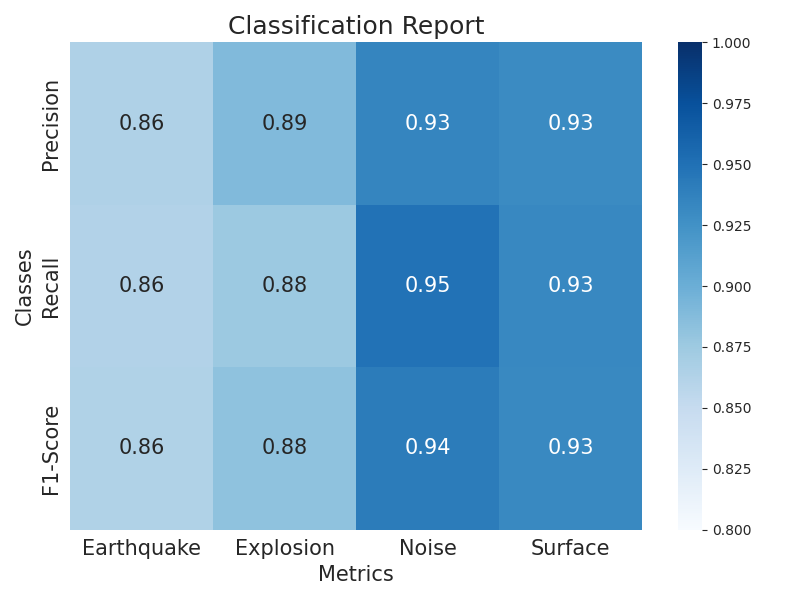 Classification Report
Classes
Precision
0.86 0.89 0.93 0.93
Recall
0.86 0.88 0.95 0.93
F1-Score
0.86 0.88 0.94 0.93
Earthquake Explosion Noise Surface
Metrics
1.000
0.975
0.950
0.925
0.900
0.875
0.850
0.825
0.800